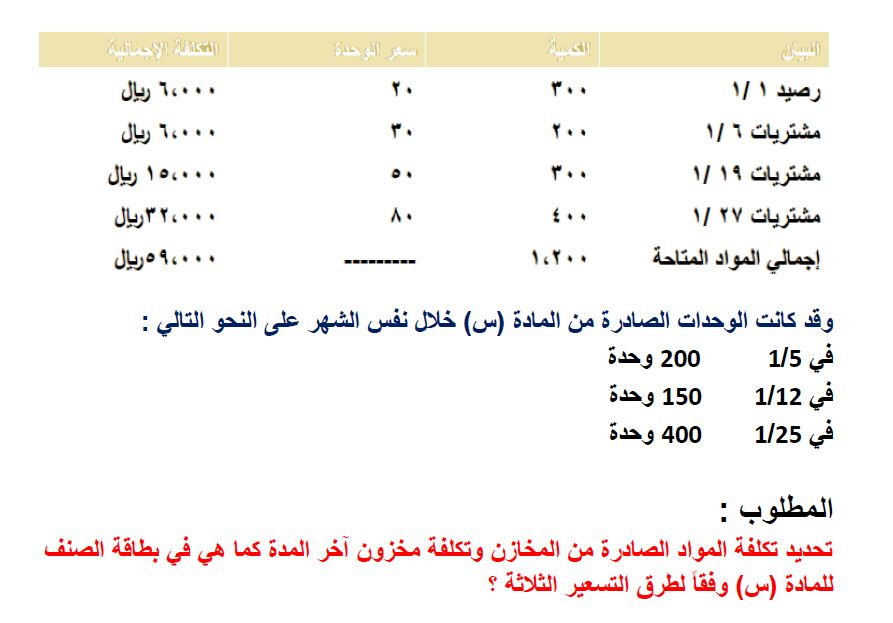 البيان الكمية سعر الوحدة التكلفة الإجمالية
رصيد ١ /١ ٣٠٠ ٢٠ ٦،٠٠٠ ريال
مشتريات ٦ /١ ٢٠٠ ٣٠ ٦،٠٠٠ ريال
مشتريات ١٩ /١ ٣٠٠ ٥٠ ١٥،٠٠٠ ريال
مشتريات ٢٧ /١ ٤٠٠ ٨٠ ٣٢،٠٠٠ريال
إجمالي المواد المتاحة ١،٢٠٠ --------- ٥٩،٠٠٠ريال
وقد كانت الوحدات الصادرة من المادة (س) خلال نفس الشهر على النحو التالي :
في 1/5 200 وحدة
في 1/12 150 وحدة
في 1/25 400 وحدة
المطلوب :
تحديد تكلفة المواد الصادرة من المخازن وتكلفة مخزون آخر المدة كما هي في بطاقة الصنف
للمادة (س) وفقاً لطرق التسعير الثلاثة ؟